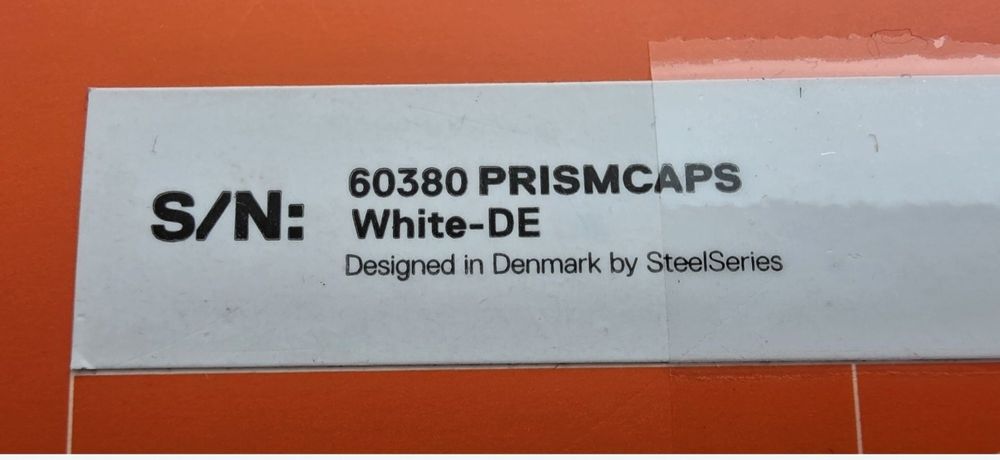 S/N:
60380 PRISMCAPS
White-DE
Designed in Denmark by SteelSeries